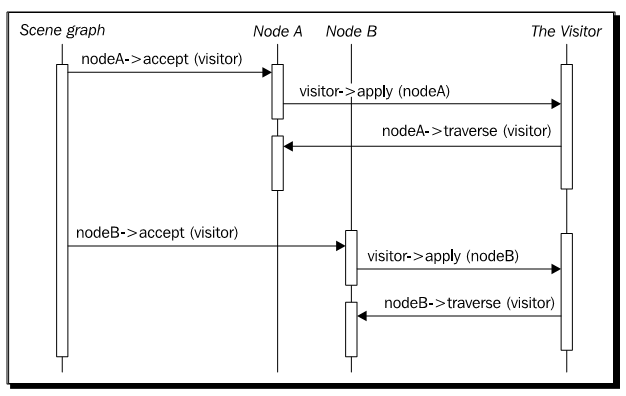 Scene graph
Node A
Node B
The Visitor
nodeA->accept (visitor)
visitor->apply (nodeA)
nodeA->traverse (visitor)
nodeB->accept (visitor)
visitor->apply (nodeB)
nodeB->traverse (visitor)